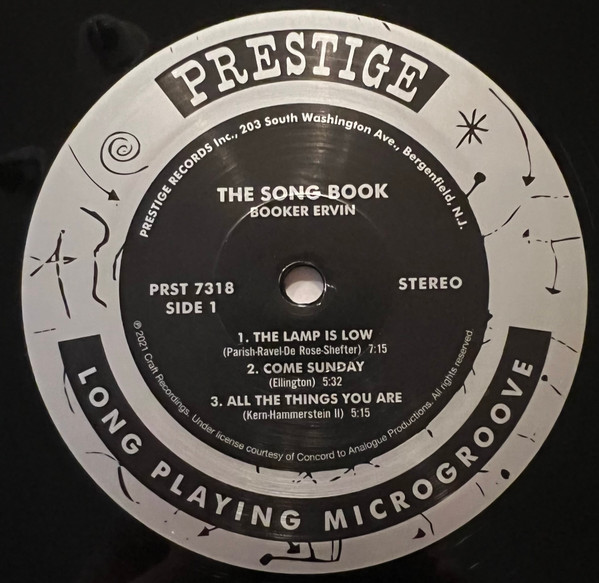 PRESTIGE
PRESTIGE RECORDS Inc., 203 South Washington Ave., Bergenfield, N.J.
THE SONG BOOK
BOOKER ERVIN
PRST 7318
SIDE 1
STEREO
1. THE LAMP IS LOW
(Parish-Ravel-De Rose-Shefter) 7:15
2. COME SUNDAY
(Ellington) 5:32
3. ALL THE THINGS YOU ARE
(Kern-Hammerstein II) 5:15
℗ 2021 Craft Recordings. Under license courtesy of Concord to Analogue Productions. All rights reserved.
LONG PLAYING MICROGROOVE